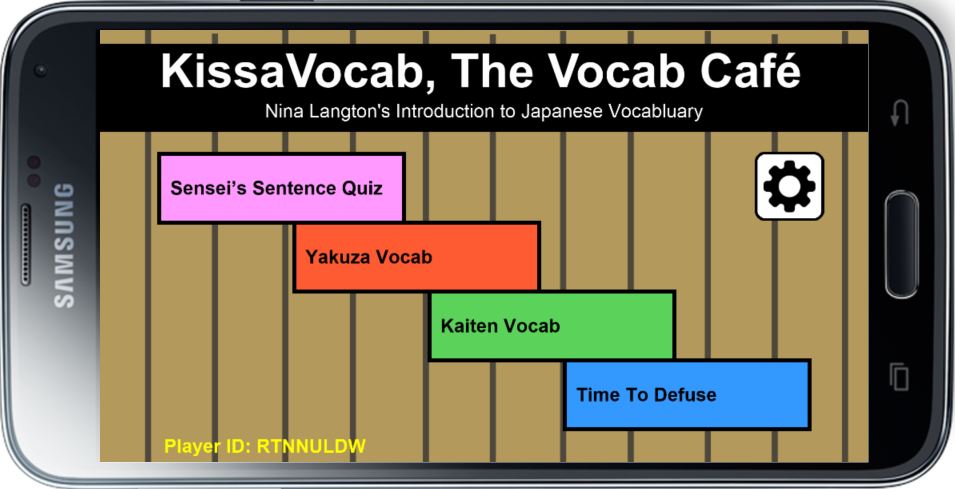 KissaVocab, The Vocab Café
Nina Langton's Introduction to Japanese Vocabluary
Sensei's Sentence Quiz
Yakuza Vocab
Kaiten Vocab
Time To Defuse
Player ID: RTNNULDW
SAMSUNG